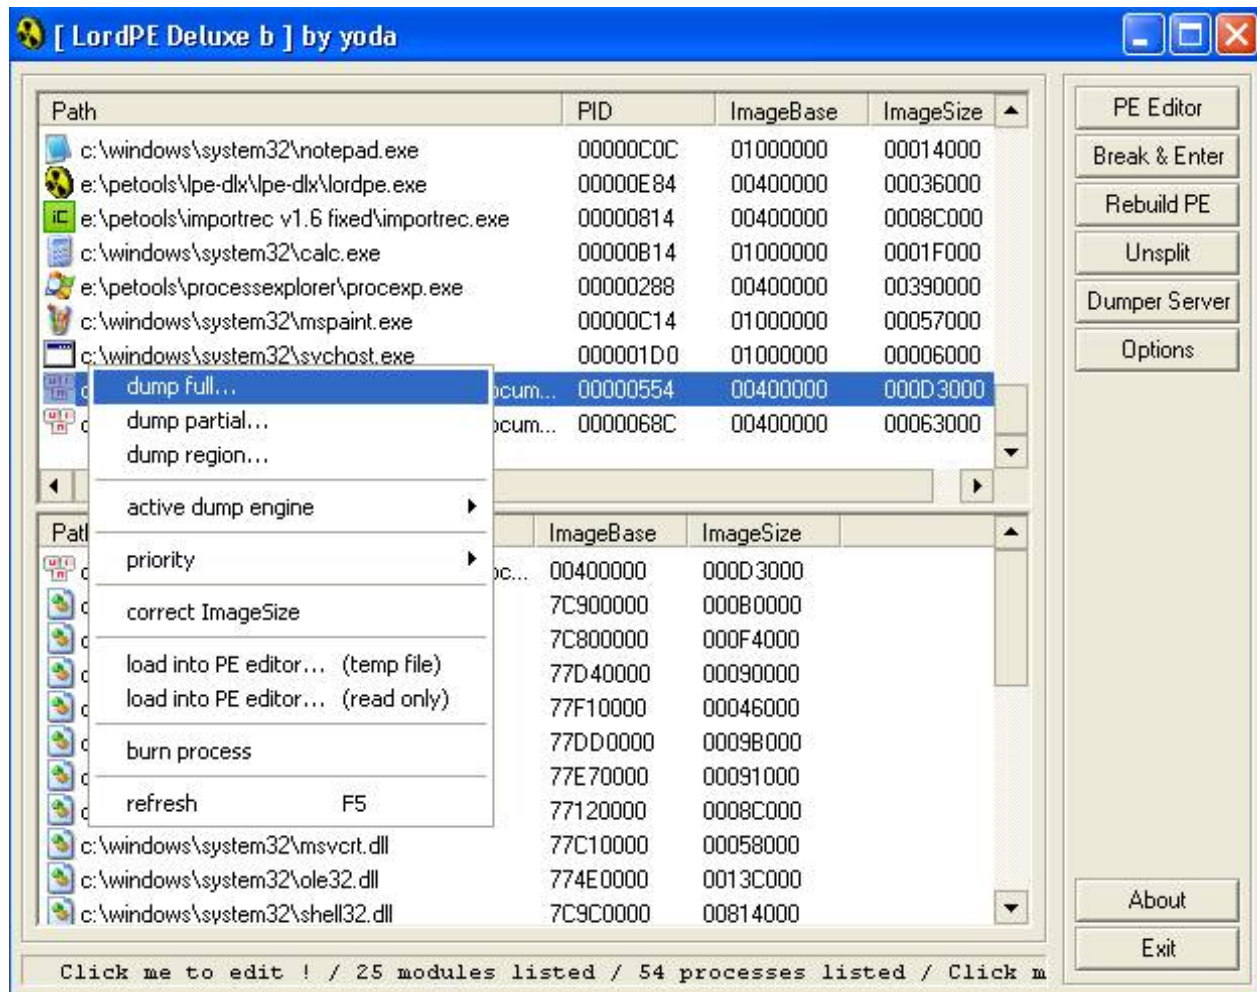 [ LordPE Deluxe b ] by yoda
Path PID ImageBase ImageSize
c:\windows\system32\notepad.exe 00000C0C 01000000 00014000
e:\petools\lpe-dlx\lpe-dlx\lordpe.exe 00000E84 00400000 00036000
e:\petools\importrec v1.6 fixed\importrec.exe 00000814 00400000 0008C000
c:\windows\system32\calc.exe 00000B14 01000000 0001F000
e:\petools\processexplorer\procexp.exe 00000288 00400000 00390000
c:\windows\system32\mspaint.exe 00000C14 01000000 00057000
c:\windows\system32\svchost.exe 000001D0 01000000 00006000
ocum... 00000554 00400000 000D3000
ocum... 0000068C 00400000 00063000
dump full...
dump partial...
dump region...
active dump engine
priority
correct ImageSize
load into PE editor... (temp file)
load into PE editor... (read only)
burn process
refresh F5
ImageBase ImageSize
00400000 000D3000
7C900000 000B0000
7C800000 000F4000
77D40000 00090000
77F10000 00046000
77DD0000 0009B000
77E70000 00091000
77120000 0008C000
c:\windows\system32\msvcrt.dll 77C10000 00058000
c:\windows\system32\ole32.dll 774E0000 0013C000
c:\windows\system32\shell32.dll 7C9C0000 00814000
PE Editor
Break & Enter
Rebuild PE
Unsplit
Dumper Server
Options
About
Exit
Click me to edit ! / 25 modules listed / 54 processes listed / Click m